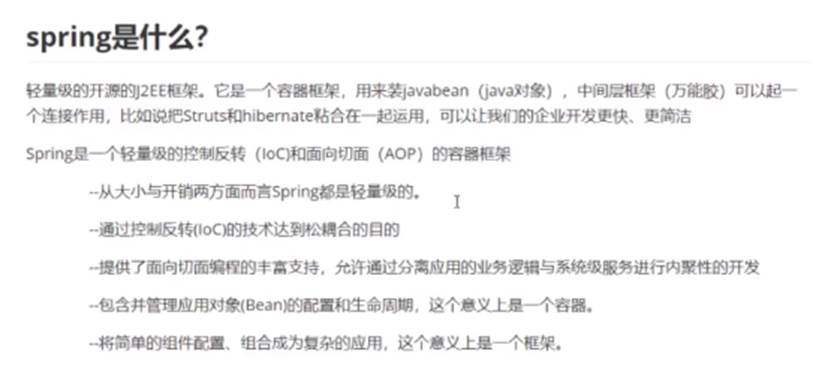 spring是什么?
轻量级的开源的J2EE框架。它是一个容器框架，用来装javabean（java对象），中间层框架（万能胶）可以起一
个连接作用，比如说把Struts和hibernate粘合在一起运用，可以让我们的企业开发更快、更简洁
Spring是一个轻量级的控制反转（IoC)和面向切面（AOP）的容器框架
--从大小与开销两方面而言Spring都是轻量级的。
--通过控制反转(IoC)的技术达到松耦合的目的
--提供了面向切面编程的丰富支持，允许通过分离应用的业务逻辑与系统级服务进行内聚性的开发
--包含并管理应用对象(Bean)的配置和生命周期，这个意义上是一个容器。
--将简单的组件配置、组合成为复杂的应用，这个意义上是一个框架。